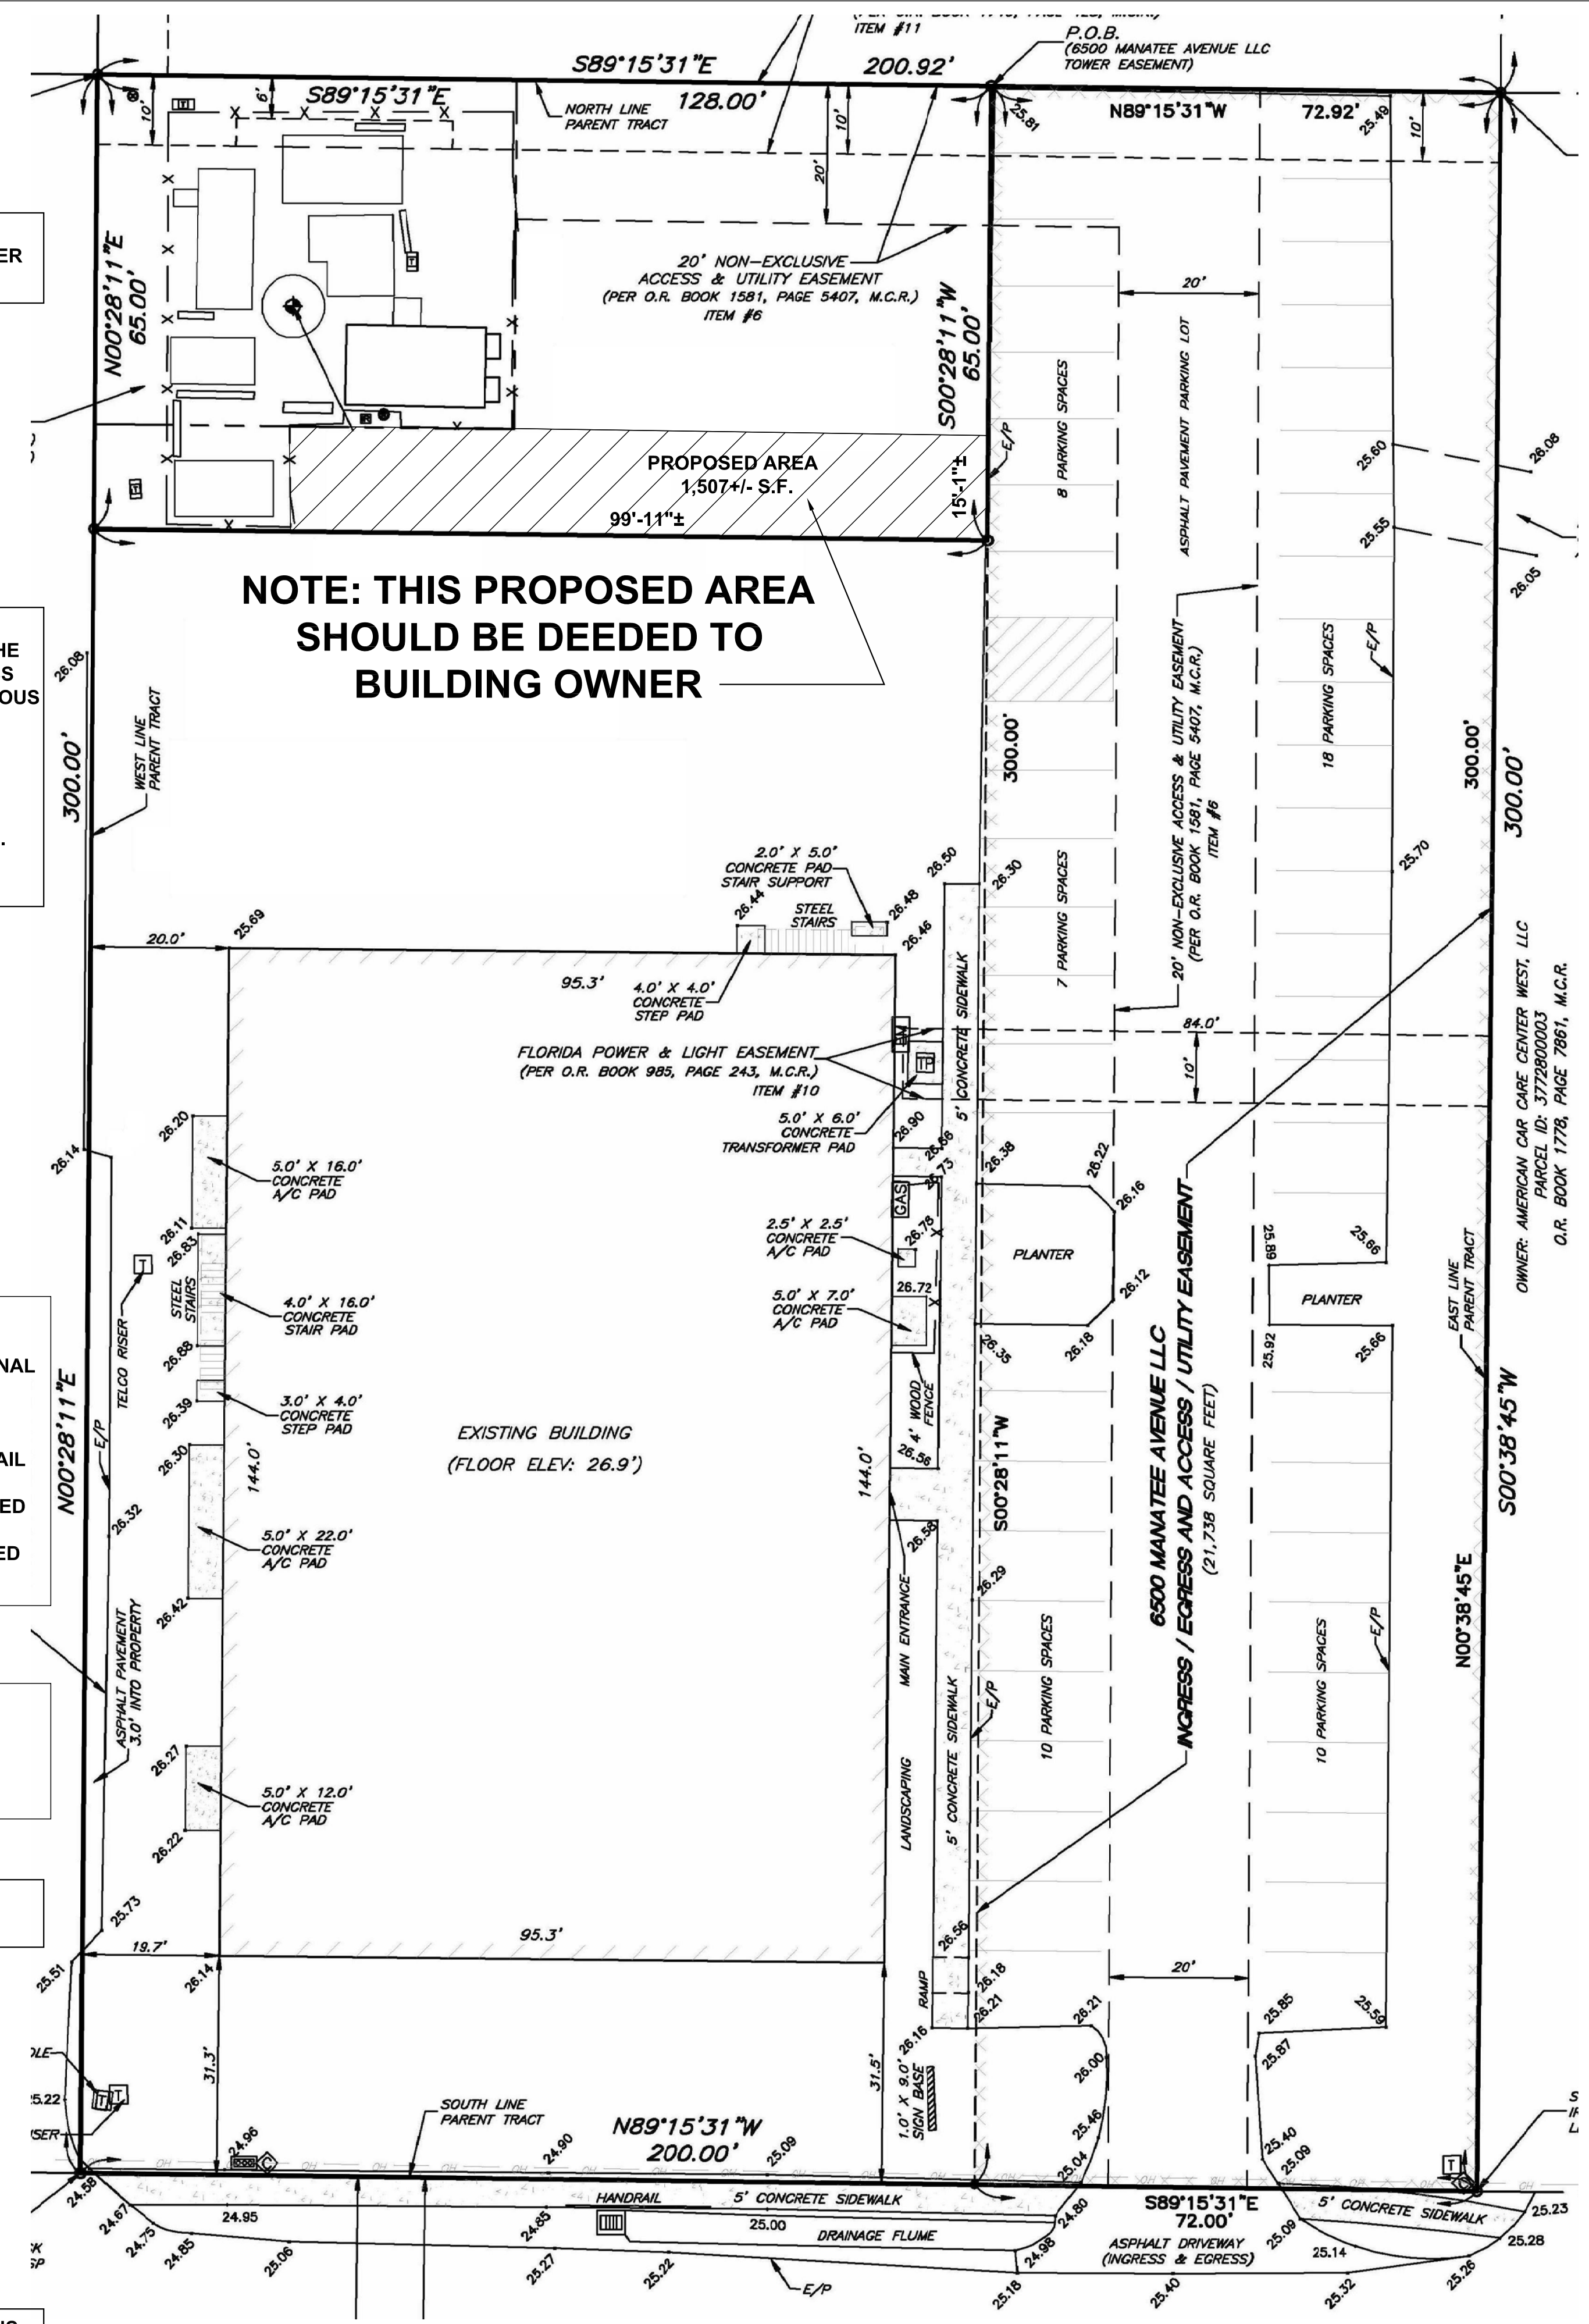 ITEM #11
P.O.B.
(6500 MANATEE AVENUE LLC
TOWER EASEMENT)
S89°15'31"E 200.92'
S89°15'31"E 128.00'
NORTH LINE
PARENT TRACT
N89°15'31"W 72.92'
25.81
25.49
10'
6'
10'
20'
10'
N00°28'11"E
65.00'
20' NON-EXCLUSIVE
ACCESS & UTILITY EASEMENT
(PER O.R. BOOK 1581, PAGE 5407, M.C.R.)
ITEM #6
S00°28'11"W
65.00'
20'
8 PARKING SPACES
ASPHALT PAVEMENT PARKING LOT
E/P
25.60
26.08
25.55
26.05
PROPOSED AREA
1,507+/- S.F.
99'-11"±
15'-1"±
NOTE: THIS PROPOSED AREA
SHOULD BE DEEDED TO
BUILDING OWNER
ER
HE
S
OUS
.
26.08
300.00'
WEST LINE
PARENT TRACT
300.00'
20' NON-EXCLUSIVE ACCESS & UTILITY EASEMENT
(PER O.R. BOOK 1581, PAGE 5407, M.C.R.)
ITEM #6
18 PARKING SPACES
E/P
300.00'
300.00'
25.70
7 PARKING SPACES
2.0' X 5.0'
CONCRETE PAD
STAIR SUPPORT
26.44
STEEL
STAIRS
26.48
26.46
26.50
26.30
20.0'
25.69
95.3'
4.0' X 4.0'
CONCRETE
STEP PAD
5' CONCRETE SIDEWALK
FLORIDA POWER & LIGHT EASEMENT
(PER O.R. BOOK 985, PAGE 243, M.C.R.)
ITEM #10
EM
TP
84.0'
10'
5.0' X 6.0'
CONCRETE
TRANSFORMER PAD
26.90
26.66
26.73
26.38
26.22
26.16
OWNER: AMERICAN CAR CARE CENTER WEST, LLC
PARCEL ID: 3772800003
O.R. BOOK 1778, PAGE 7861, M.C.R.
26.14
26.20
5.0' X 16.0'
CONCRETE
A/C PAD
26.11
26.83
TELCO RISER
T
STEEL
STAIRS
4.0' X 16.0'
CONCRETE
STAIR PAD
26.88
26.39
3.0' X 4.0'
CONCRETE
STEP PAD
GAS
2.5' X 2.5'
CONCRETE
A/C PAD
26.78
5.0' X 7.0'
CONCRETE
A/C PAD
26.72
PLANTER
26.12
26.18
26.35
25.89
25.66
PLANTER
25.92
25.66
EAST LINE
PARENT TRACT
4' WOOD
FENCE
26.56
NAL
AIL
ED
ED
N00°28'11"E
E/P
26.30
144.0'
EXISTING BUILDING
(FLOOR ELEV: 26.9')
144.0'
26.32
5.0' X 22.0'
CONCRETE
A/C PAD
26.42
26.58
S00°28'11"W
26.29
6500 MANATEE AVENUE LLC
INGRESS / EGRESS AND ACCESS / UTILITY EASEMENT
(21,738 SQUARE FEET)
S00°38'45"W
N00°38'45"E
ASPHALT PAVEMENT
3.0' INTO PROPERTY
MAIN ENTRANCE
LANDSCAPING
5' CONCRETE SIDEWALK
E/P
10 PARKING SPACES
10 PARKING SPACES
E/P
26.27
5.0' X 12.0'
CONCRETE
A/C PAD
26.22
25.73
19.7'
25.51
26.14
95.3'
26.56
RAMP
26.18
26.21
26.16
26.21
26.00
20'
25.85
25.87
25.59
31.3'
31.5'
1.0' X 9.0'
SIGN BASE
OLE
25.22
T
T
ISER
SOUTH LINE
PARENT TRACT
N89°15'31"W
200.00'
24.96
C
24.90
25.09
25.46
25.04
25.40
25.09
T
24.58
24.67
24.75
24.85
24.95
25.06
HANDRAIL
5' CONCRETE SIDEWALK
24.85
25.00
DRAINAGE FLUME
25.27
25.22
E/P
24.98
24.80
25.18
S89°15'31"E
72.00'
ASPHALT DRIVEWAY
(INGRESS & EGRESS)
25.40
25.09
25.14
25.32
5' CONCRETE SIDEWALK
25.23
25.28
25.26